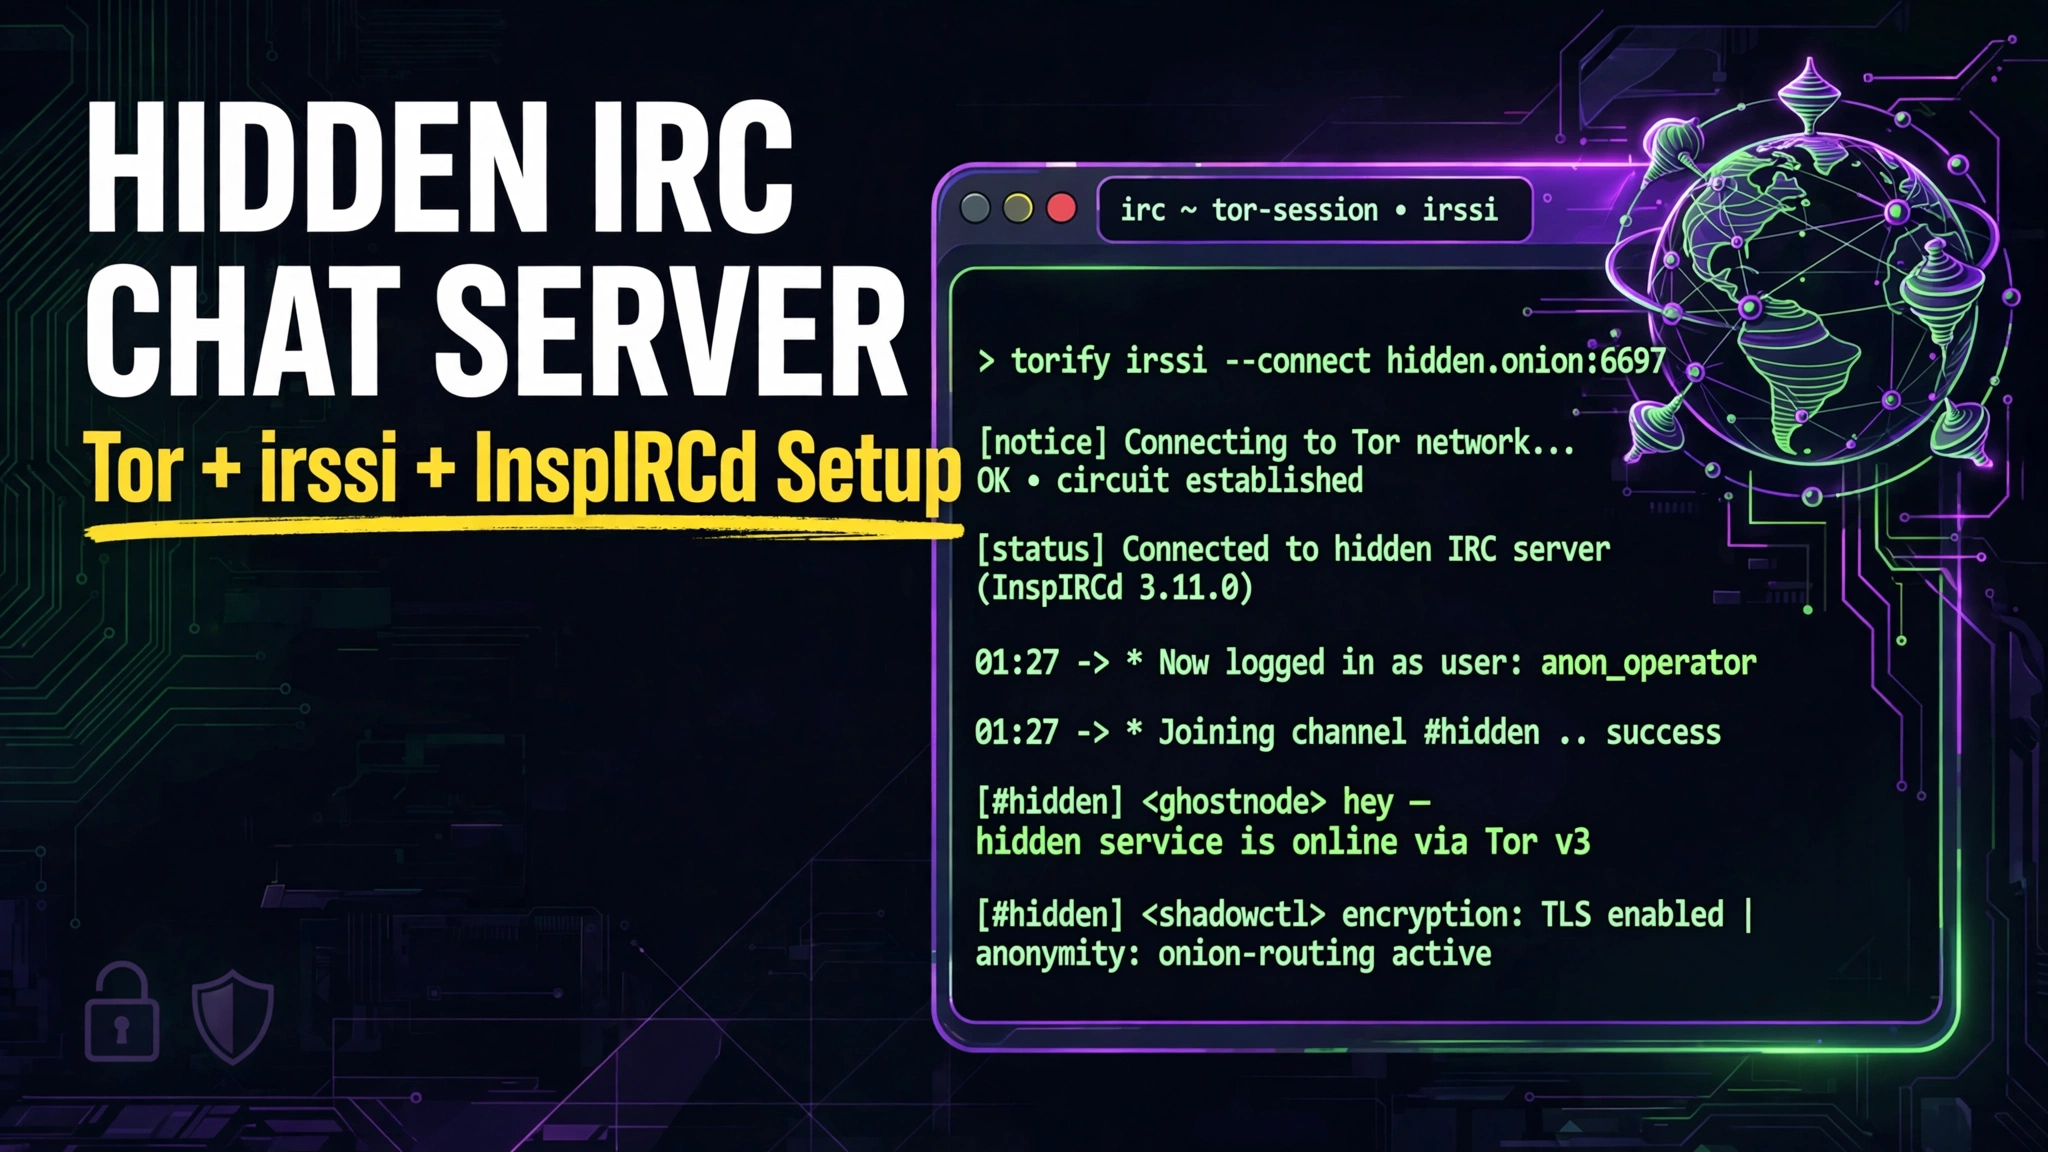 HIDDEN IRC
CHAT SERVER
Tor + irssi + InspIRCd Setup
irc ~ tor-session • irssi
> torify irssi --connect hidden.onion:6697
[notice] Connecting to Tor network...
OK • circuit established
[status] Connected to hidden IRC server
(InspIRCd 3.11.0)
01:27 -> * Now logged in as user: anon_operator
01:27 -> * Joining channel #hidden .. success
[#hidden] <ghostnode> hey —
hidden service is online via Tor v3
[#hidden] <shadowctl> encryption: TLS enabled |
anonymity: onion-routing active